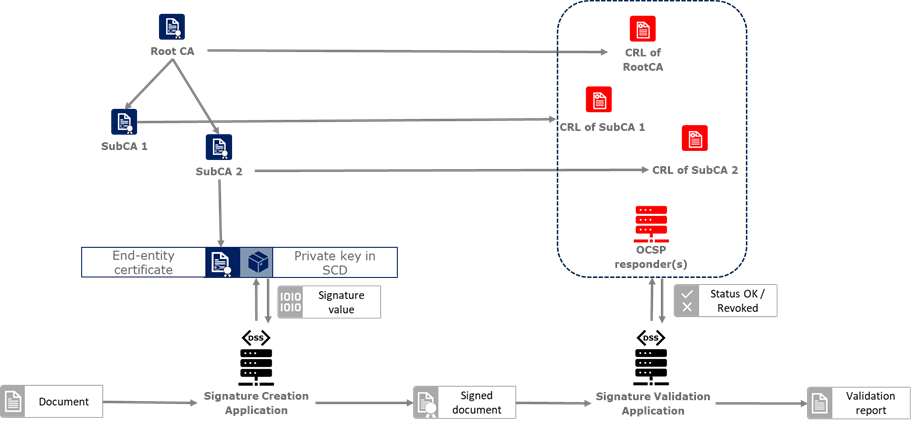 Root CA
CRL of
RootCA
SubCA 1
CRL of SubCA 1
SubCA 2
CRL of SubCA 2
End-entity
certificate
Private key in
SCD
OCSP
responder(s)
1010
1010
Signature
value
Status OK /
Revoked
DSS
DSS
Document
Signature Creation
Application
Signed
document
Signature Validation
Application
Validation
report